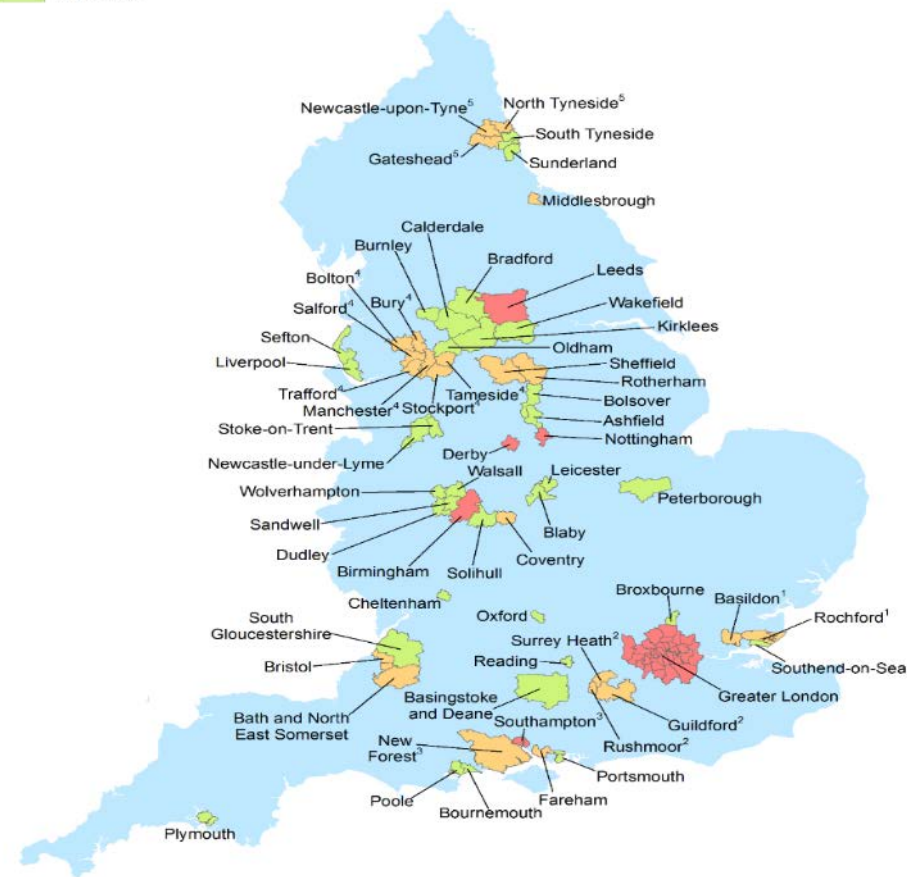 Newcastle-upon-Tyne⁵
North Tyneside⁵
South Tyneside
Gateshead⁵
Sunderland
Middlesbrough
Calderdale
Burnley
Bradford
Bolton⁴
Leeds
Bury⁴
Salford⁴
Wakefield
Sefton
Kirklees
Oldham
Liverpool
Sheffield
Rotherham
Trafford⁴
Tameside⁴
Manchester⁴
Stockport⁴
Bolsover
Stoke-on-Trent
Ashfield
Nottingham
Derby
Newcastle-under-Lyme
Walsall
Leicester
Wolverhampton
Peterborough
Sandwell
Blaby
Dudley
Coventry
Birmingham
Solihull
Cheltenham
Broxbourne
Basildon¹
Oxford
Rochford¹
South
Gloucestershire
Surrey Heath²
Reading
Bristol
Southend-on-Sea
Basingstoke
and Deane
Greater London
Bath and North
East Somerset
Southampton³
Guildford²
New
Forest³
Rushmoor²
Portsmouth
Poole
Fareham
Bournemouth
Plymouth